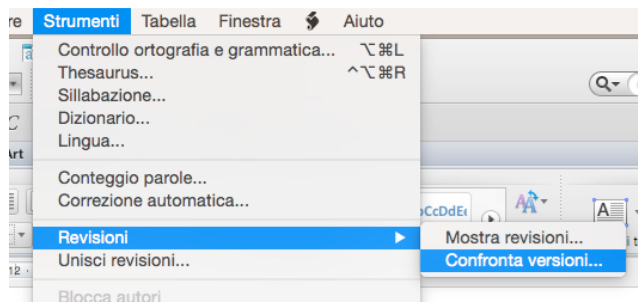 re Strumenti Tabella Finestra Aiuto
Controllo ortografia e grammatica... ⌥⌘L
Thesaurus... ^⌥⌘R
Sillabazione...
Dizionario...
Lingua...
Art
Conteggio parole...
Correzione automatica...
Revisioni
Mostra revisioni...
Unisci revisioni...
Confronta versioni...
12
Blocca autori